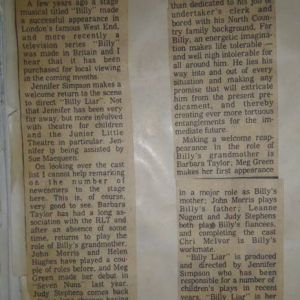 A few years ago a stage
musical titled "Billy" made
a successful appearance in
London's famous West End,
and more recently a
television series "Billy"
was made in Britain and I
hear that it has been
purchased for local viewing
in the coming months.
Jennifer Simpson makes a
welcome return to the scene
to direct "Billy Liar". Not
that Jennifer has been very
far away, but more involved
with theatre for children
and the Junior Little
Theatre in particular. Jen-
nifer is being assisted by
Sue Macqueen.
On looking over the cast
list I cannot help remarking
on the number of
newcomers to the stage
here. This is, of course,
very good to see. Barbara
Taylor has had a long as-
sociation with the RLT and
after an absence of some
time, returns to play the
role of Billy's grandmother.
John Morris and Helen
Hughes have played a cou-
ple of roles before, and Meg
Green made her debut in
"Seven Nuns" last year.
Judy Stephens comes back
than dedicated to his job as
undertaker's clerk and
bored with his North Coun-
try family background. For
Billy, an energetic imagina-
tion makes life tolerable —
and well nigh intolerable for
all around him. He lies his
way into and out of every
situation and making any
promise that will extricate
him from the present pre-
dicament, and thereby
creating ever more tortuous
entanglements for the im-
mediate future.
Making a welcome reap-
pearance in the role of
Billy's grandmother is
Barbara Taylor; Meg Green
makes her first appearance
in a major role as Billy's
mother; John Morris plays
Billy's father; Leanne
Nugent and Judy Stephens
both play Billy's fiancees,
and completing the cast
Chri McIvor is Billy's
workmate.
"Billy Liar" is produced
and directed by Jennifer
Simpson who has been
responsible for a number of
children's plays in recent
years. "Billy Liar" is her